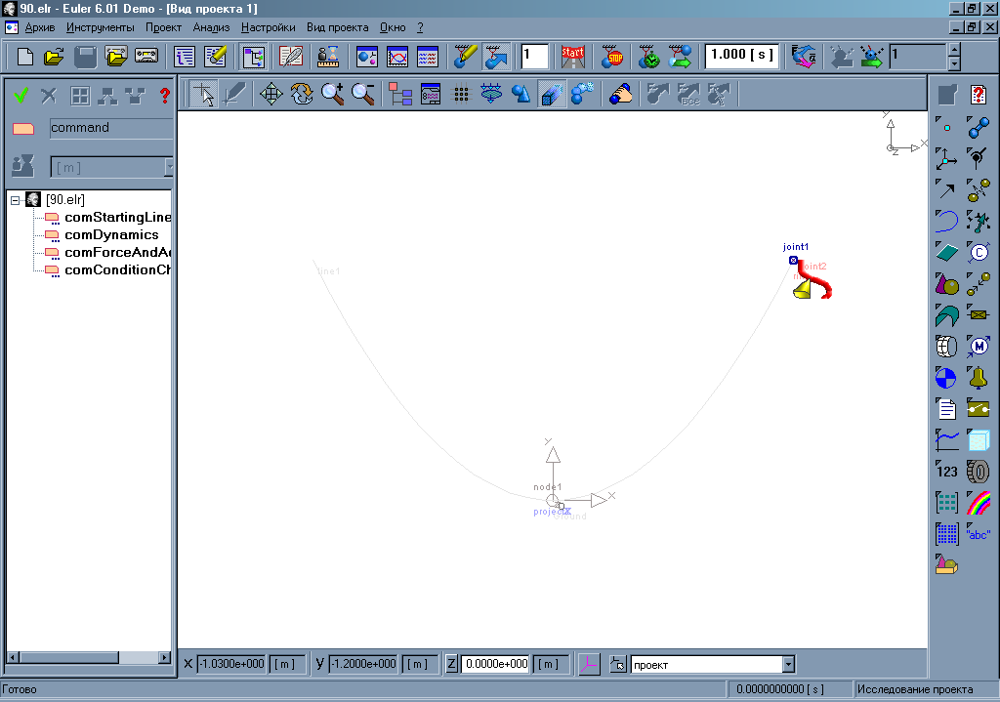 90.elr - Euler 6.01 Demo - [Вид проекта 1]
Архив Инструменты Проект Анализ Настройки Вид проекта Окно ?
1 start STOP 1.000 [ s ] 1
command
[ m ]
[90.elr]
comStartingLine
comDynamics
comForceAndAc
comConditionCh
Y
X
Z
joint1
joint2
line1
Y
node1
X
project
ground
123
"abc"
X -1.0300e+000 [ m ] Y -1.2000e+000 [ m ] Z 0.0000e+000 [ m ] проект
Готово 0.0000000000 [ s ] Исследование проекта